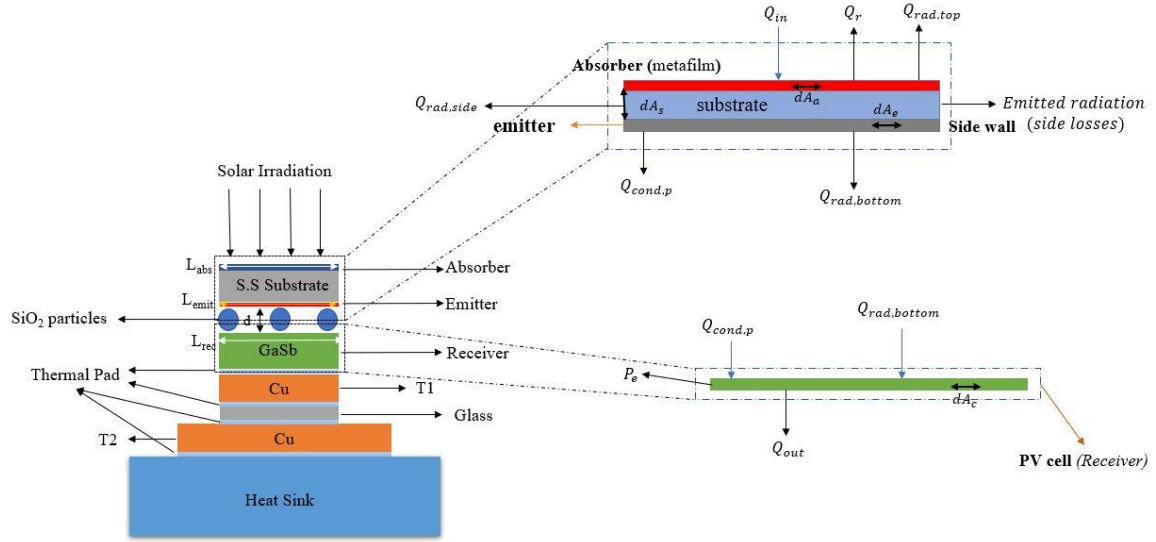 Q_in
Q_r
Q_rad,top
Absorber (metafilm)
Q_rad,side
dA_s
substrate
dA_a
dA_e
Emitted radiation
(side losses)
emitter
Side wall
Q_cond,p
Q_rad,bottom
Solar Irradiation
L_abs
Absorber
S.S Substrate
L_emit
Emitter
SiO₂ particles
d
L_rec
GaSb
Receiver
Thermal Pad
Cu
T1
Glass
T2
Cu
Heat Sink
Q_cond,p
Q_rad,bottom
P_e
dA_c
Q_out
PV cell (Receiver)